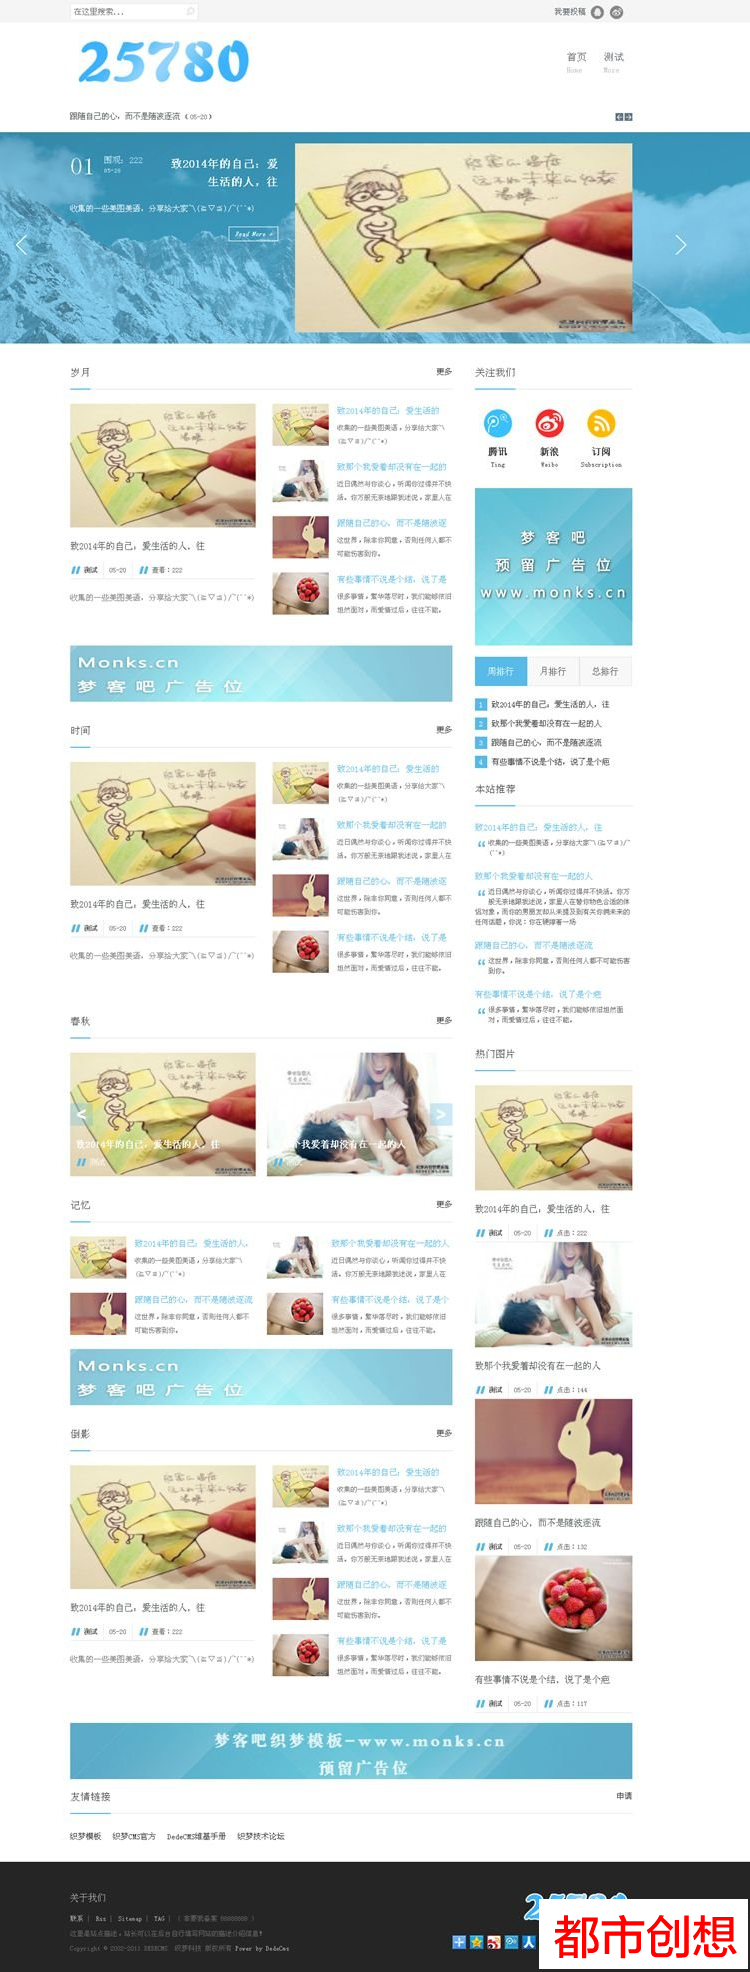 在这里搜索...
我要投稿
25780
首页 测试
Home More
跟随自己的心，而不是随波逐流 ( 05-20 )
01
围观：222
05-20
致2014年的自己：爱
生活的人，往
收集的一些美图美语，分享给大家~\(≧▽≦)/~(^*)
Read More +
岁月
更多
致2014年的自己，爱生活的人，往
测试 05-20 查看：222
收集的一些美图美语，分享给大家~\(≧▽≦)/~(^*)
致2014年的自己：爱生活的
收集的一些美图美语，分享给大家~\
(≧▽≦)/~(^*)
致那个我爱着却没有在一起的
近日偶然与你谈心，听闻你过得并不快
活。你万般无奈地跟我述说，家里人在
跟随自己的心，而不是随波逐
这世界，除非你同意，否则任何人都不
可能伤害到你。
有些事情不说是个结，说了是
很多事情，繁华落尽时，我们能够依旧
坦然面对，而爱情过后，往往不能。
关注我们
腾讯 新浪 订阅
Ting Weibo Subscription
梦客吧
预留广告位
www.monks.cn
Monks.cn
梦客吧广告位
周排行 月排行 总排行
1 致2014年的自己：爱生活的人，往
2 致那个我爱着却没有在一起的人
3 跟随自己的心，而不是随波逐流
4 有些事情不说是个结，说了是个疤
时间
更多
致2014年的自己，爱生活的人，往
测试 05-20 查看：222
收集的一些美图美语，分享给大家~\(≧▽≦)/~(^*)
致2014年的自己：爱生活的
收集的一些美图美语，分享给大家~\
(≧▽≦)/~(^*)
致那个我爱着却没有在一起的
近日偶然与你谈心，听闻你过得并不快
活。你万般无奈地跟我述说，家里人在
跟随自己的心，而不是随波逐
这世界，除非你同意，否则任何人都不
可能伤害到你。
有些事情不说是个结，说了是
很多事情，繁华落尽时，我们能够依旧
坦然面对，而爱情过后，往往不能。
本站推荐
致2014年的自己：爱生活的人，往
收集的一些美图美语，分享给大家~\(≧▽≦)/~
(^*)
致那个我爱着却没有在一起的人
近日偶然与你谈心，听闻你过得并不快活。你万
般无奈地跟我述说，家里人在替你物色合适的伴
侣对象，而你的男朋友却从未提及到有关你俩未来的
任何话题，你说：你在硬撑着一场
跟随自己的心，而不是随波逐流
这世界，除非你同意，否则任何人都不可能伤害
到你。
有些事情不说是个结，说了是个疤
很多事情，繁华落尽时，我们能够依旧坦然面
对，而爱情过后，往往不能。
春秋
更多
致2014年的自己，爱生活的人，往
个我爱着却没有在一起的人
热门图片
致2014年的自己，爱生活的人，往
测试 05-20 点击：222
致那个我爱着却没有在一起的人
测试 05-20 点击：144
跟随自己的心，而不是随波逐流
测试 05-20 点击：132
有些事情不说是个结，说了是个疤
测试 05-20 点击：117
记忆
更多
致2014年的自己：爱生活的人，
收集的一些美图美语，分享给大家~\
(≧▽≦)/~(^*)
致那个我爱着却没有在一起的人
近日偶然与你谈心，听闻你过得并不快
活。你万般无奈地跟我述说，家里人在
跟随自己的心，而不是随波逐流
这世界，除非你同意，否则任何人都不
可能伤害到你。
有些事情不说是个结，说了是个
很多事情，繁华落尽时，我们能够依旧
坦然面对，而爱情过后，往往不能。
Monks.cn
梦客吧广告位
倒影
更多
致2014年的自己，爱生活的人，往
测试 05-20 查看：222
收集的一些美图美语，分享给大家~\(≧▽≦)/~(^*)
致2014年的自己：爱生活的
收集的一些美图美语，分享给大家~\
(≧▽≦)/~(^*)
致那个我爱着却没有在一起的
近日偶然与你谈心，听闻你过得并不快
活。你万般无奈地跟我述说，家里人在
跟随自己的心，而不是随波逐
这世界，除非你同意，否则任何人都不
可能伤害到你。
有些事情不说是个结，说了是
很多事情，繁华落尽时，我们能够依旧
坦然面对，而爱情过后，往往不能。
梦客吧织梦模板-www.monks.cn
预留广告位
友情链接
申请
织梦模板 织梦CMS官方 DedeCMS维基手册 织梦技术论坛
关于我们
联系 | Rss | Sitemap | TAG |
这里是站点描述，站长可以在后台自行填写网站的描述介绍信息！
Copyright © 2002-2011 DEDECMS. 织梦科技 版权所有 Power by DedeCms
都市创想